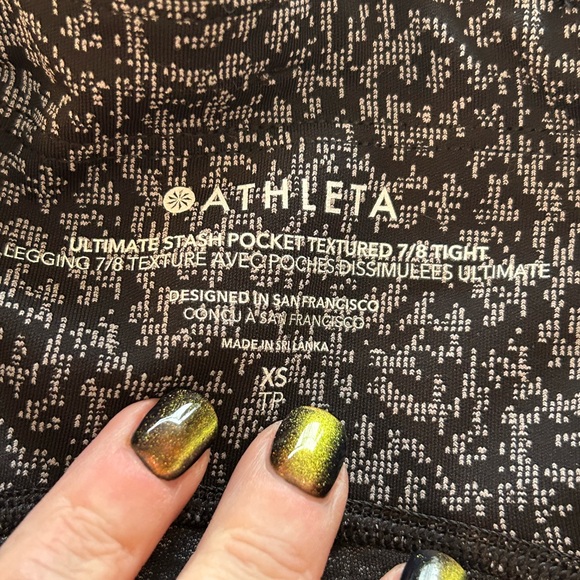 ATHLETA
ULTIMATE STASH POCKET TEXTURED 7/8 TIGHT
LEGGING 7/8 TEXTURÉ AVEC POCHES DISSIMULÉES ULTIMATE
DESIGNED IN SAN FRANCISCO
CONÇU À SAN FRANCISCO
MADE IN SRI LANKA
XS
TP